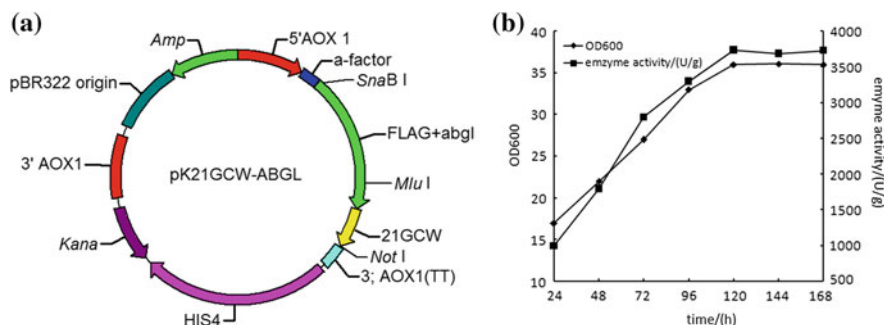 (a)
Amp
5'AOX 1
a-factor
SnaB I
pBR322 origin
FLAG+abgl
3' AOX1
pK21GCW-ABGL
Mlu I
Kana
21GCW
Not I
3; AOX1(TT)
HIS4
(b)
OD600
emzyme activity/(U/g)
40
35
30
25
20
15
10
OD600
4000
3500
3000
2500
2000
1500
1000
500
emyme activity/(U/g)
24 48 72 96 120 144 168
time/(h)